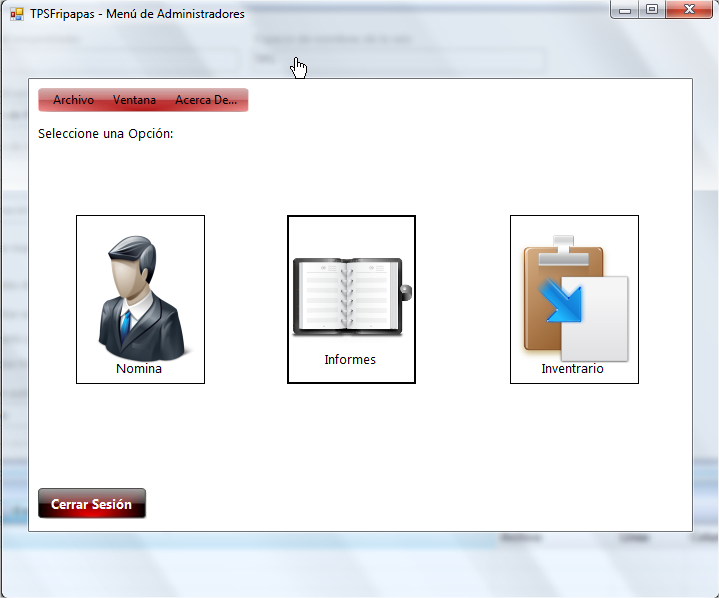 TPSFripapas - Menú de Administradores
Archivo Ventana Acerca De...
Seleccione una Opción:
Nomina
Informes
Inventrario
Cerrar Sesión